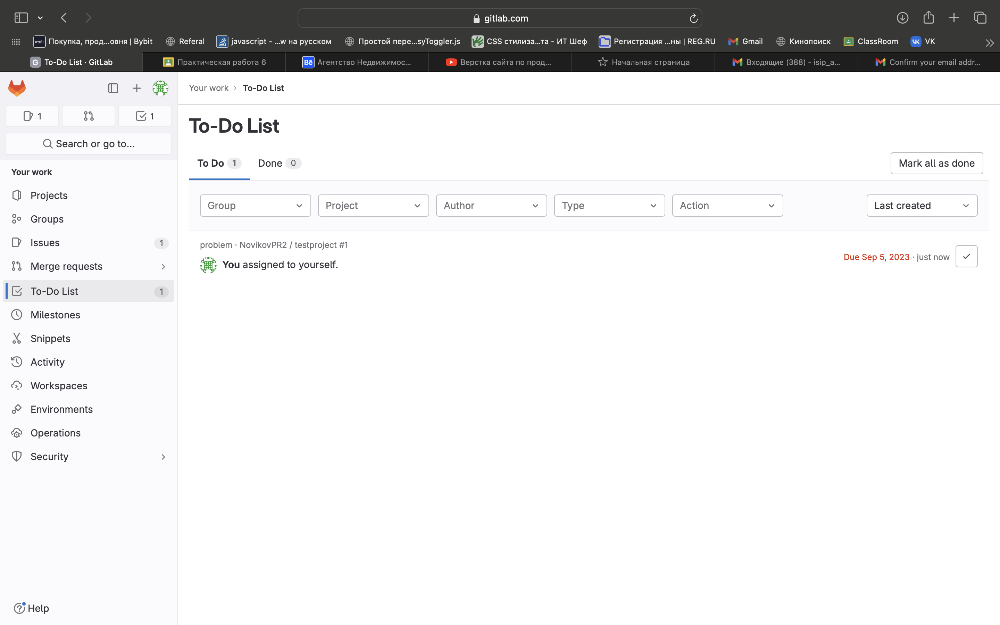 gitlab.com
BYBIT Покупка, прод...овня | Bybit Referal javascript - ...w на русском Простой пере...syToggler.js CSS стилиза...та - ИТ Шеф Регистрация ...ны | REG.RU Gmail Кинопоиск ClassRoom VK VK
G To-Do List · GitLab Практическая работа 6 Bē Агентство Недвижимос... Верстка сайта по прод... Начальная страница Входящие (388) - isip_a... Confirm your email addr...
Your work > To-Do List
1 1
Search or go to...
Your work
Projects
Groups
Issues 1
Merge requests
To-Do List 1
Milestones
Snippets
Activity
Workspaces
Environments
Operations
Security
Help
To-Do List
To Do 1 Done 0 Mark all as done
Group Project Author Type Action Last created
problem · NovikovPR2 / testproject #1
You assigned to yourself.
Due Sep 5, 2023 · just now